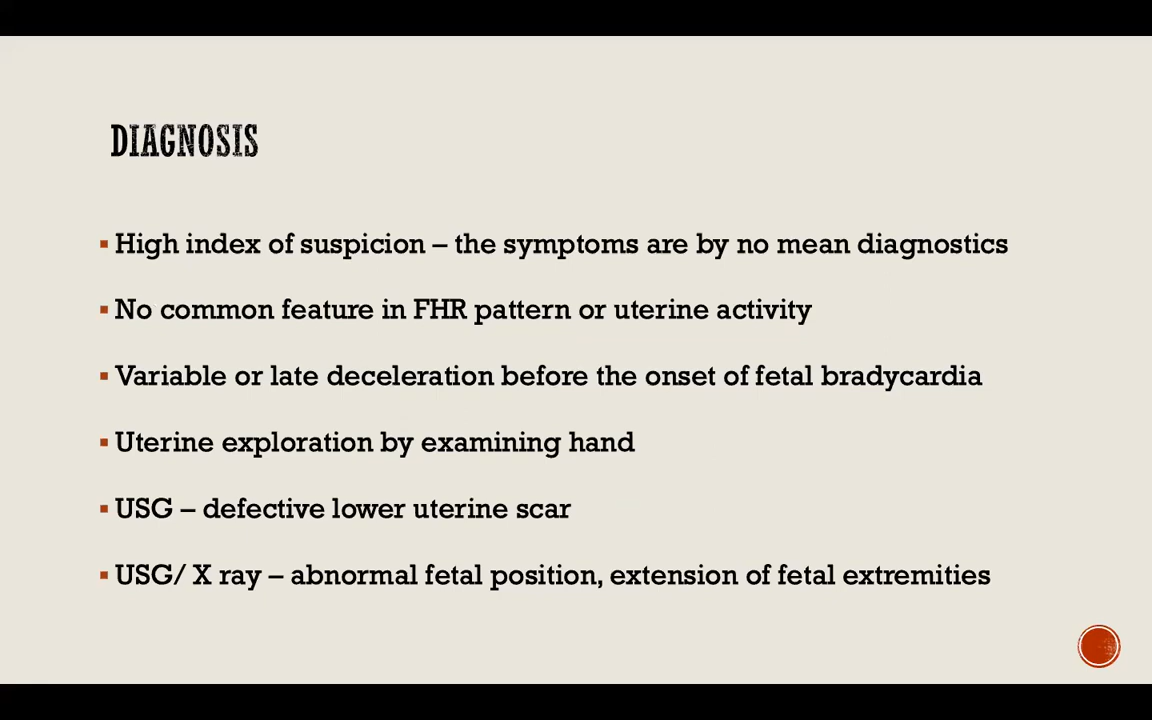 DIAGNOSIS
▪ High index of suspicion – the symptoms are by no mean diagnostics
▪ No common feature in FHR pattern or uterine activity
▪ Variable or late deceleration before the onset of fetal bradycardia
▪ Uterine exploration by examining hand
▪ USG – defective lower uterine scar
▪ USG/ X ray – abnormal fetal position, extension of fetal extremities